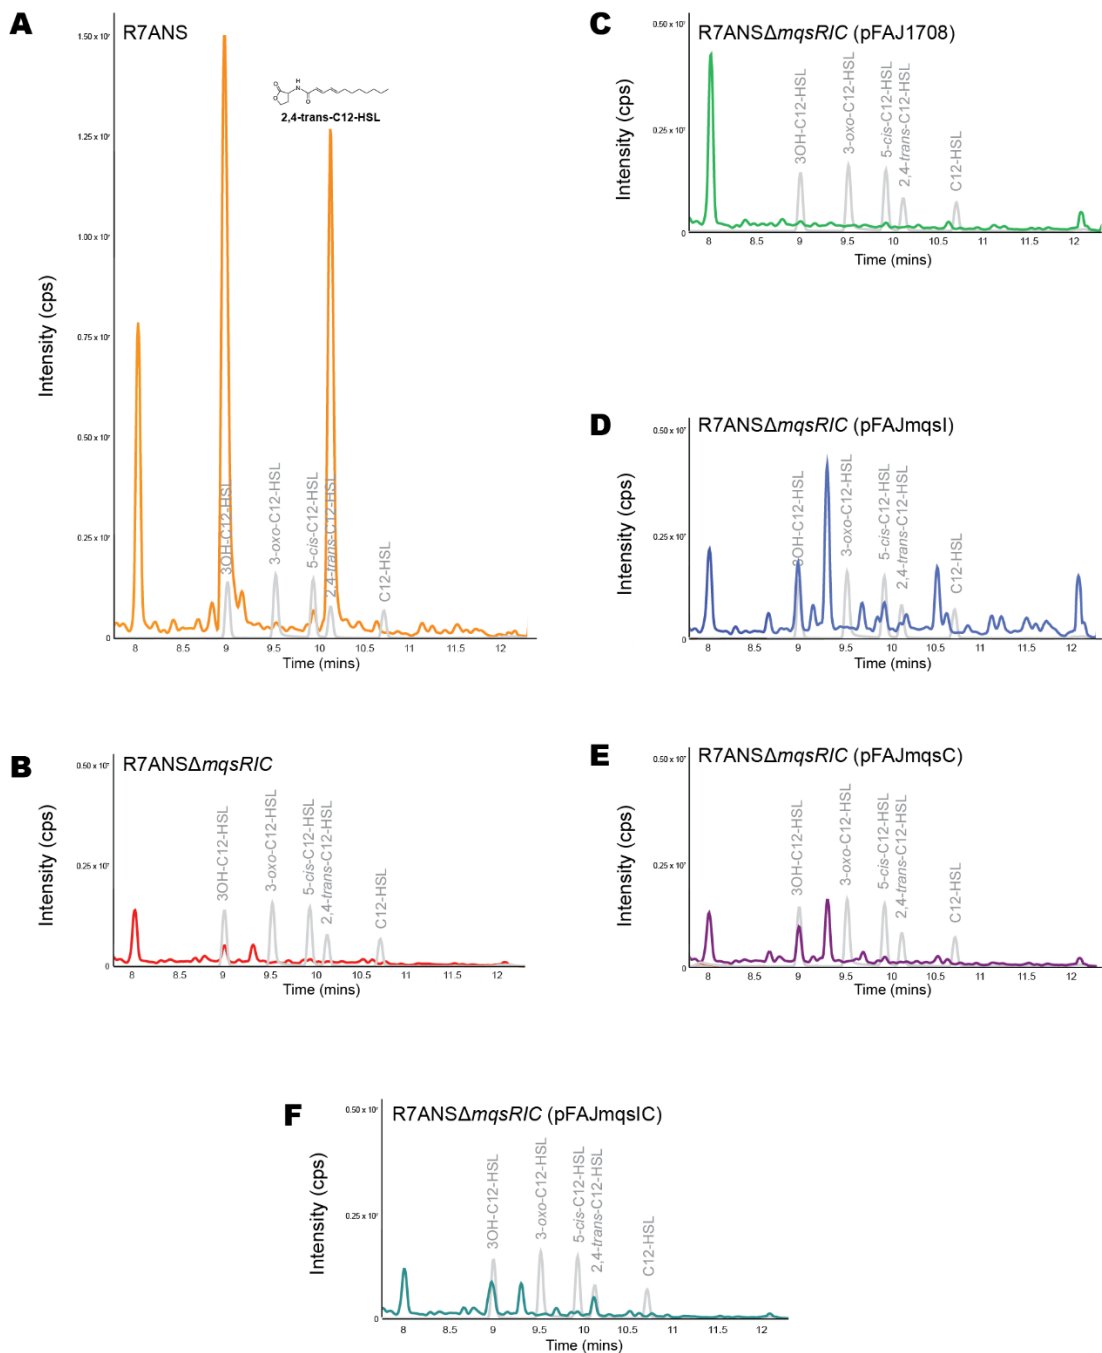 A
R7ANS
1.50 x 10⁷
1.25 x 10⁷
1.00 x 10⁷
0.75 x 10⁷
0.50 x 10⁷
0.25 x 10⁷
0
Intensity (cps)
O
O
H
N
O
2,4-trans-C12-HSL
3OH-C12-HSL
3-oxo-C12-HSL
5-cis-C12-HSL
2,4-trans-C12-HSL
C12-HSL
8 8.5 9 9.5 10 10.5 11 11.5 12
Time (mins)
B
R7ANSΔmqsRIC
0.50 x 10⁷
0.25 x 10⁷
0
Intensity (cps)
3OH-C12-HSL
3-oxo-C12-HSL
5-cis-C12-HSL
2,4-trans-C12-HSL
C12-HSL
8 8.5 9 9.5 10 10.5 11 11.5 12
Time (mins)
C
R7ANSΔmqsRIC (pFAJ1708)
0.50 x 10⁷
0.25 x 10⁷
0
Intensity (cps)
3OH-C12-HSL
3-oxo-C12-HSL
5-cis-C12-HSL
2,4-trans-C12-HSL
C12-HSL
8 8.5 9 9.5 10 10.5 11 11.5 12
Time (mins)
D
R7ANSΔmqsRIC (pFAJmqsI)
0.50 x 10⁷
0.25 x 10⁷
0
Intensity (cps)
3OH-C12-HSL
3-oxo-C12-HSL
5-cis-C12-HSL
2,4-trans-C12-HSL
C12-HSL
8 8.5 9 9.5 10 10.5 11 11.5 12
Time (mins)
E
R7ANSΔmqsRIC (pFAJmqsC)
0.50 x 10⁷
0.25 x 10⁷
0
Intensity (cps)
3OH-C12-HSL
3-oxo-C12-HSL
5-cis-C12-HSL
2,4-trans-C12-HSL
C12-HSL
8 8.5 9 9.5 10 10.5 11 11.5 12
Time (mins)
F
R7ANSΔmqsRIC (pFAJmqsIC)
0.50 x 10⁷
0.25 x 10⁷
0
Intensity (cps)
3OH-C12-HSL
3-oxo-C12-HSL
5-cis-C12-HSL
2,4-trans-C12-HSL
C12-HSL
8 8.5 9 9.5 10 10.5 11 11.5 12
Time (mins)